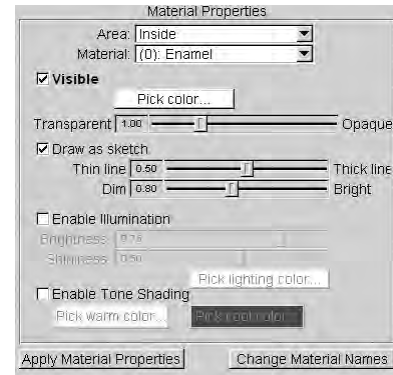 Material Properties
Area: Inside
Material: (0): Enamel
Visible
Pick color...
Transparent 1.00 Opaque
Draw as sketch
Thin line 0.50 Thick line
Dim 0.80 Bright
Enable Illumination
Brightness 0.75
Shininess 0.50
Pick lighting color...
Enable Tone Shading
Pick warm color... Pick cool color...
Apply Material Properties Change Material Names